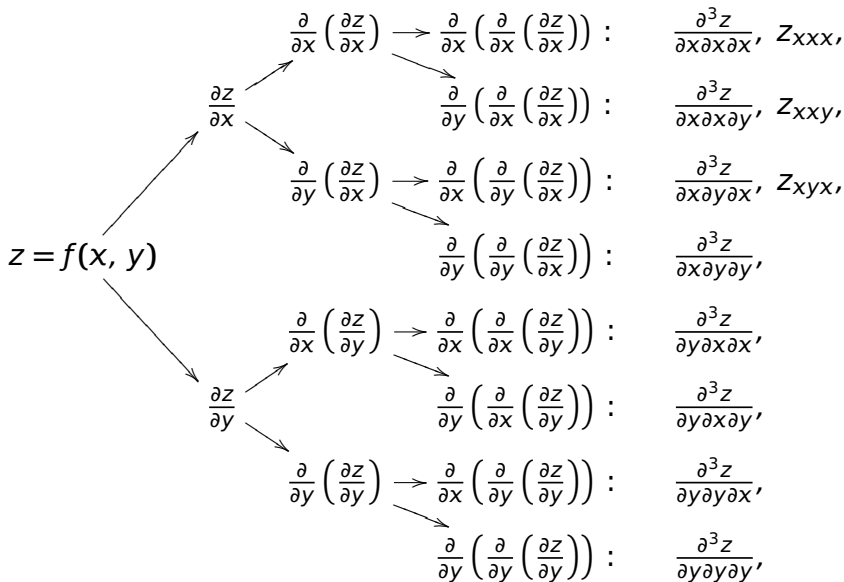 ∂/∂x (∂z/∂x) → ∂/∂x (∂/∂x (∂z/∂x)) : ∂³z/∂x∂x∂x, z_xxx,
∂z/∂x ∂/∂y (∂/∂x (∂z/∂x)) : ∂³z/∂x∂x∂y, z_xxy,
∂/∂y (∂z/∂x) → ∂/∂x (∂/∂y (∂z/∂x)) : ∂³z/∂x∂y∂x, z_xyx,
z = f(x, y) ∂/∂y (∂/∂y (∂z/∂x)) : ∂³z/∂x∂y∂y,
∂/∂x (∂z/∂y) → ∂/∂x (∂/∂x (∂z/∂y)) : ∂³z/∂y∂x∂x,
∂z/∂y ∂/∂y (∂/∂x (∂z/∂y)) : ∂³z/∂y∂x∂y,
∂/∂y (∂z/∂y) → ∂/∂x (∂/∂y (∂z/∂y)) : ∂³z/∂y∂y∂x,
∂/∂y (∂/∂y (∂z/∂y)) : ∂³z/∂y∂y∂y,